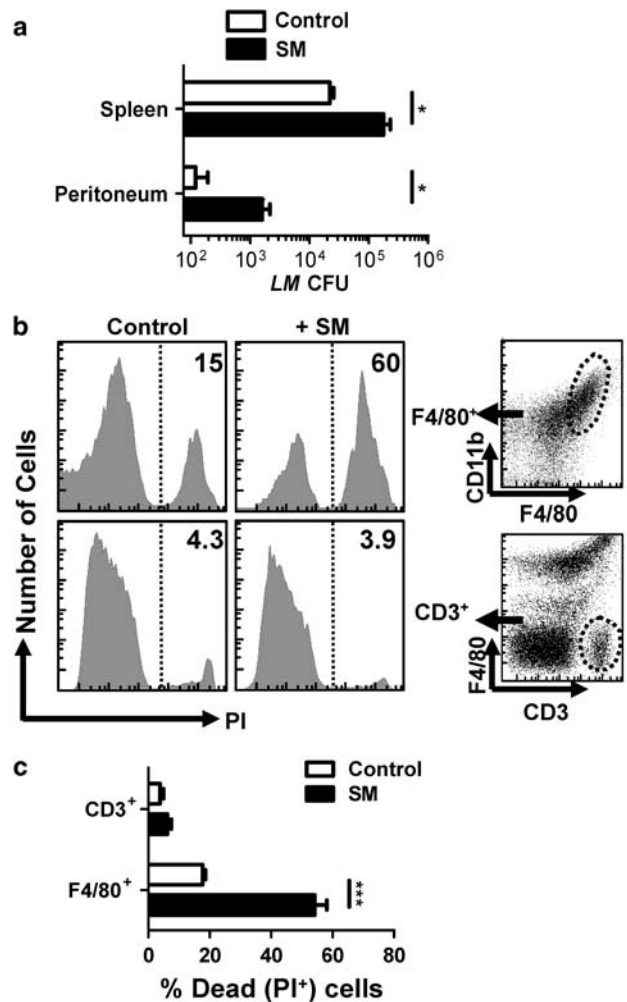 a
Control
SM
Spleen
*
Peritoneum
*
10² 10³ 10⁴ 10⁵ 10⁶
LM CFU
b
Control
+ SM
15
60
F4/80⁺
CD11b
F4/80
Number of Cells
4.3
3.9
CD3⁺
F4/80
CD3
PI
c
Control
SM
CD3⁺
F4/80⁺
***
0 20 40 60 80
% Dead (PI⁺) cells